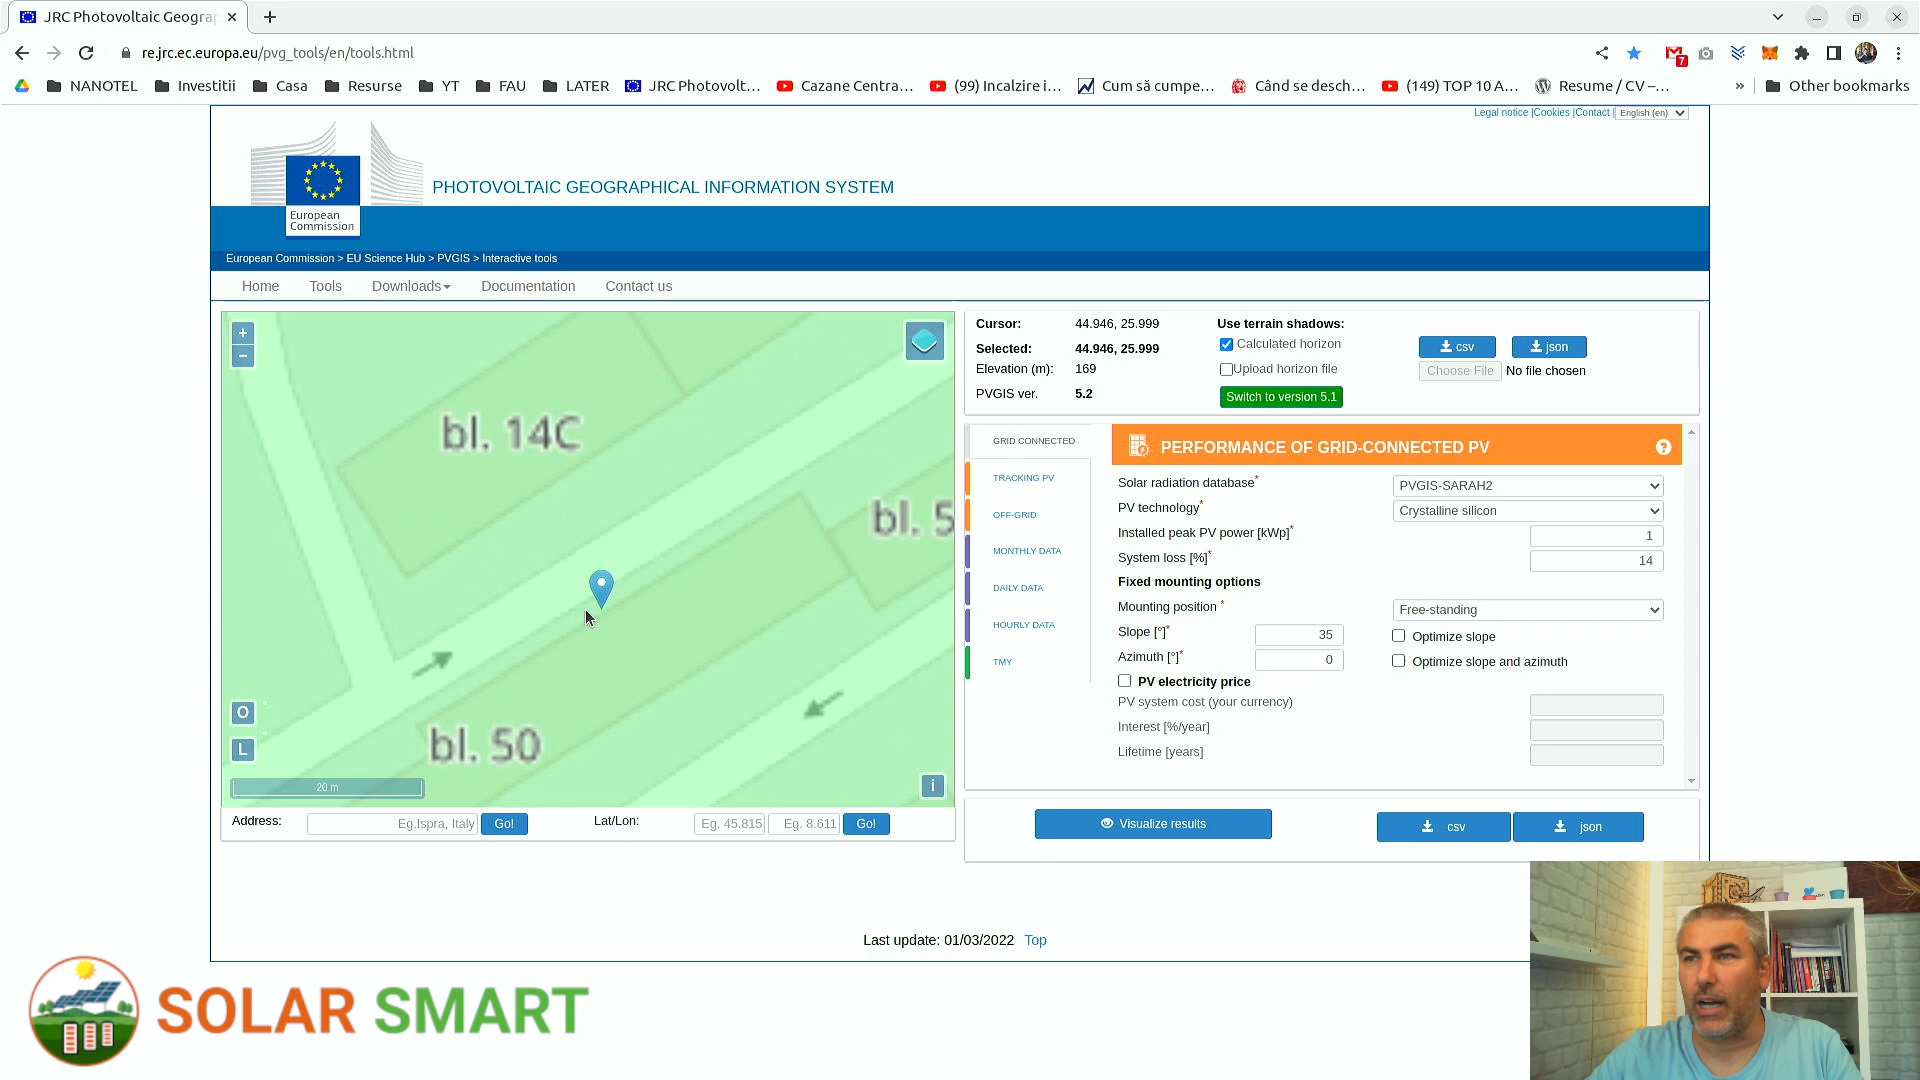 JRC Photovoltaic Geogra
re.jrc.ec.europa.eu/pvg_tools/en/tools.html
7
NANOTEL
Investitii
Casa
Resurse
YT
FAU
LATER
JRC Photovolt…
Cazane Centra…
(99) Incalzire i…
Cum să cumpe…
Când se desch…
(149) TOP 10 A…
Resume / CV –…
»
Other bookmarks
Legal notice |Cookies |Contact | English (en)
European
Commission
PHOTOVOLTAIC GEOGRAPHICAL INFORMATION SYSTEM
European Commission > EU Science Hub > PVGIS > Interactive tools
Home
Tools
Downloads
Documentation
Contact us
+
−
bl. 14C
bl. 5
bl. 50
O
L
20 m
i
Address:
Eg.Ispra, Italy
Go!
Lat/Lon:
Eg. 45.815
Eg. 8.611
Go!
Cursor: 44.946, 25.999
Selected: 44.946, 25.999
Elevation (m): 169
PVGIS ver. 5.2
Use terrain shadows:
Calculated horizon
Upload horizon file
Switch to version 5.1
csv
json
Choose File No file chosen
GRID CONNECTED
TRACKING PV
OFF-GRID
MONTHLY DATA
DAILY DATA
HOURLY DATA
TMY
PERFORMANCE OF GRID-CONNECTED PV
?
Solar radiation database* PVGIS-SARAH2
PV technology* Crystalline silicon
Installed peak PV power [kWp]* 1
System loss [%]* 14
Fixed mounting options
Mounting position * Free-standing
Slope [°]* 35
Optimize slope
Azimuth [°]* 0
Optimize slope and azimuth
PV electricity price
PV system cost (your currency)
Interest [%/year]
Lifetime [years]
Visualize results
csv
json
Last update: 01/03/2022 Top
SOLAR SMART